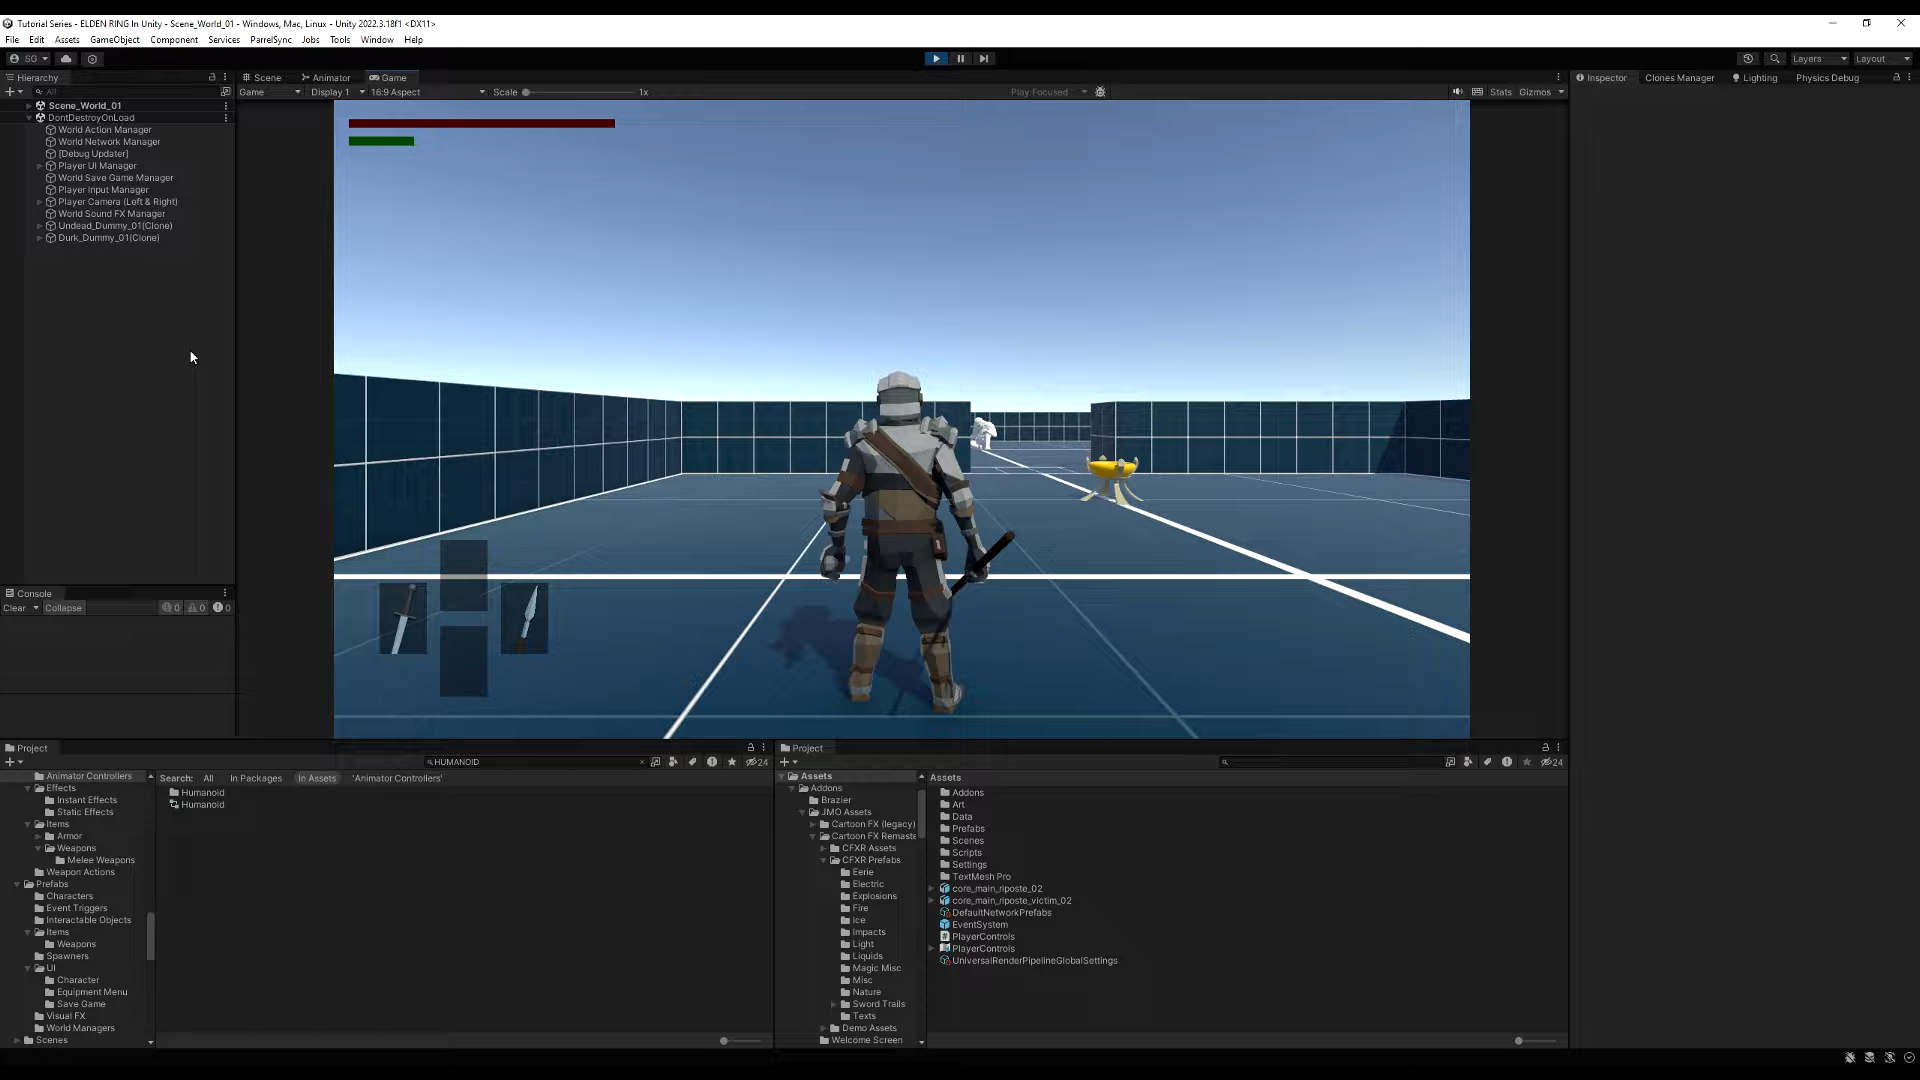 Tutorial Series - ELDEN RING In Unity - Scene_World_01 - Windows, Mac, Linux - Unity 2022.3.18f1 <DX11>
File Edit Assets GameObject Component Services ParrelSync Jobs Tools Window Help
SG Layers Layout
Hierarchy
All
Scene_World_01
DontDestroyOnLoad
World Action Manager
World Network Manager
[Debug Updater]
Player UI Manager
World Save Game Manager
Player Input Manager
Player Camera (Left & Right)
World Sound FX Manager
Undead_Dummy_01(Clone)
Durk_Dummy_01(Clone)
Scene Animator Game
Game Display 1 16:9 Aspect Scale 1x Play Focused Stats Gizmos
Inspector Clones Manager Lighting Physics Debug
Console
Clear Collapse 0 0 0
Project
HUMANOID 24
Animator Controllers
Effects
Instant Effects
Static Effects
Items
Armor
Weapons
Melee Weapons
Weapon Actions
Prefabs
Characters
Event Triggers
Interactable Objects
Items
Weapons
Spawners
UI
Character
Equipment Menu
Save Game
Visual FX
World Managers
Scenes
Search: All In Packages In Assets 'Animator Controllers'
Humanoid
Humanoid
Project
24
Assets
Addons
Brazier
JMO Assets
Cartoon FX (legacy)
Cartoon FX Remaste
CFXR Assets
CFXR Prefabs
Eerie
Electric
Explosions
Fire
Ice
Impacts
Light
Liquids
Magic Misc
Misc
Nature
Sword Trails
Texts
Demo Assets
Welcome Screen
Assets
Addons
Art
Data
Prefabs
Scenes
Scripts
Settings
TextMesh Pro
core_main_riposte_02
core_main_riposte_victim_02
DefaultNetworkPrefabs
EventSystem
PlayerControls
PlayerControls
UniversalRenderPipelineGlobalSettings